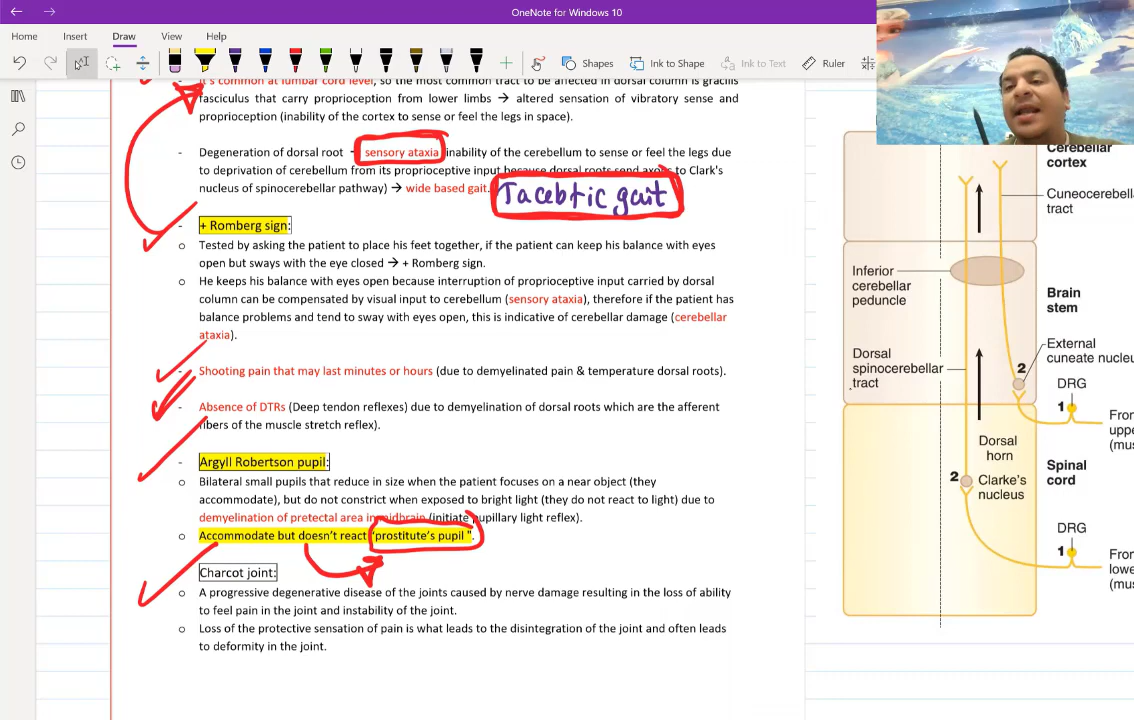 OneNote for Windows 10
Home Insert Draw View Help
Shapes Ink to Shape Ink to Text Ruler
It's common at lumbar cord level, so the most common tract to be affected in dorsal column is gracilis
fasciculus that carry proprioception from lower limbs → altered sensation of vibratory sense and
proprioception (inability of the cortex to sense or feel the legs in space).
- Degeneration of dorsal root → sensory ataxia inability of the cerebellum to sense or feel the legs due
to deprivation of cerebellum from its proprioceptive input because dorsal roots send axons to Clark's
nucleus of spinocerebellar pathway) → wide based gait.
Tacebtic gait
- + Romberg sign:
o Tested by asking the patient to place his feet together, if the patient can keep his balance with eyes
open but sways with the eye closed → + Romberg sign.
o He keeps his balance with eyes open because interruption of proprioceptive input carried by dorsal
column can be compensated by visual input to cerebellum (sensory ataxia), therefore if the patient has
balance problems and tend to sway with eyes open, this is indicative of cerebellar damage (cerebellar
ataxia).
- Shooting pain that may last minutes or hours (due to demyelinated pain & temperature dorsal roots).
- Absence of DTRs (Deep tendon reflexes) due to demyelination of dorsal roots which are the afferent
fibers of the muscle stretch reflex).
- Argyll Robertson pupil:
o Bilateral small pupils that reduce in size when the patient focuses on a near object (they
accommodate), but do not constrict when exposed to bright light (they do not react to light) due to
demyelination of pretectal area in midbrain (initiate pupillary light reflex).
o Accommodate but doesn't react "prostitute's pupil ".
Charcot joint:
o A progressive degenerative disease of the joints caused by nerve damage resulting in the loss of ability
to feel pain in the joint and instability of the joint.
o Loss of the protective sensation of pain is what leads to the disintegration of the joint and often leads
to deformity in the joint.
Cerebellar
cortex
Cuneocerebell
tract
Inferior
cerebellar
peduncle
Brain
stem
External
cuneate nucleu
Dorsal
spinocerebellar
tract
2
DRG
1
From
uppe
(mus
Dorsal
horn
Spinal
cord
2
Clarke's
nucleus
DRG
1
From
lowe
(mus